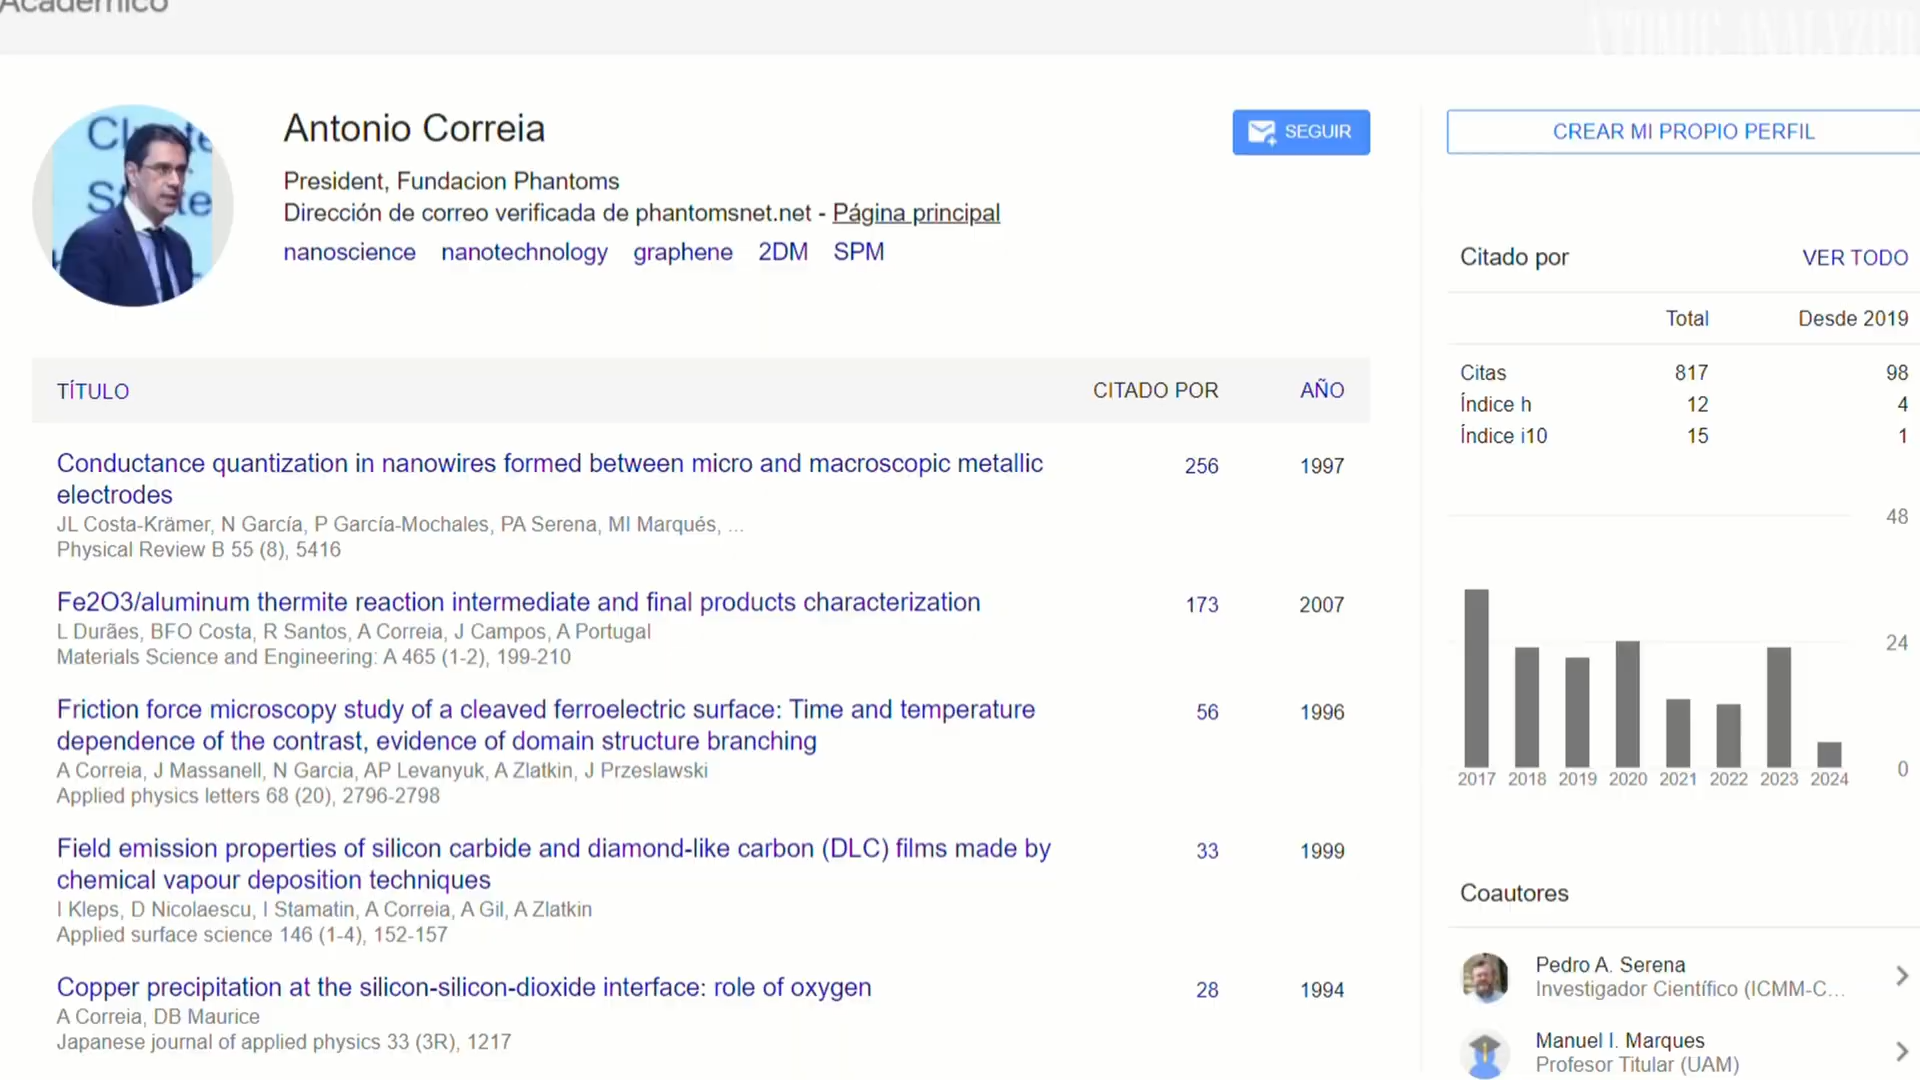 Académico
Antonio Correia
President, Fundacion Phantoms
Dirección de correo verificada de phantomsnet.net - Página principal
nanoscience nanotechnology graphene 2DM SPM
SEGUIR
TÍTULO CITADO POR AÑO
Conductance quantization in nanowires formed between micro and macroscopic metallic 256 1997
electrodes
JL Costa-Krämer, N García, P García-Mochales, PA Serena, MI Marqués, ...
Physical Review B 55 (8), 5416
Fe2O3/aluminum thermite reaction intermediate and final products characterization 173 2007
L Durães, BFO Costa, R Santos, A Correia, J Campos, A Portugal
Materials Science and Engineering: A 465 (1-2), 199-210
Friction force microscopy study of a cleaved ferroelectric surface: Time and temperature 56 1996
dependence of the contrast, evidence of domain structure branching
A Correia, J Massanell, N Garcia, AP Levanyuk, A Zlatkin, J Przeslawski
Applied physics letters 68 (20), 2796-2798
Field emission properties of silicon carbide and diamond-like carbon (DLC) films made by 33 1999
chemical vapour deposition techniques
I Kleps, D Nicolaescu, I Stamatin, A Correia, A Gil, A Zlatkin
Applied surface science 146 (1-4), 152-157
Copper precipitation at the silicon-silicon-dioxide interface: role of oxygen 28 1994
A Correia, DB Maurice
Japanese journal of applied physics 33 (3R), 1217
CREAR MI PROPIO PERFIL
Citado por VER TODO
Total Desde 2019
Citas 817 98
Índice h 12 4
Índice i10 15 1
48
24
0
2017 2018 2019 2020 2021 2022 2023 2024
Coautores
Pedro A. Serena
Investigador Científico (ICMM-C...
Manuel I. Marques
Profesor Titular (UAM)